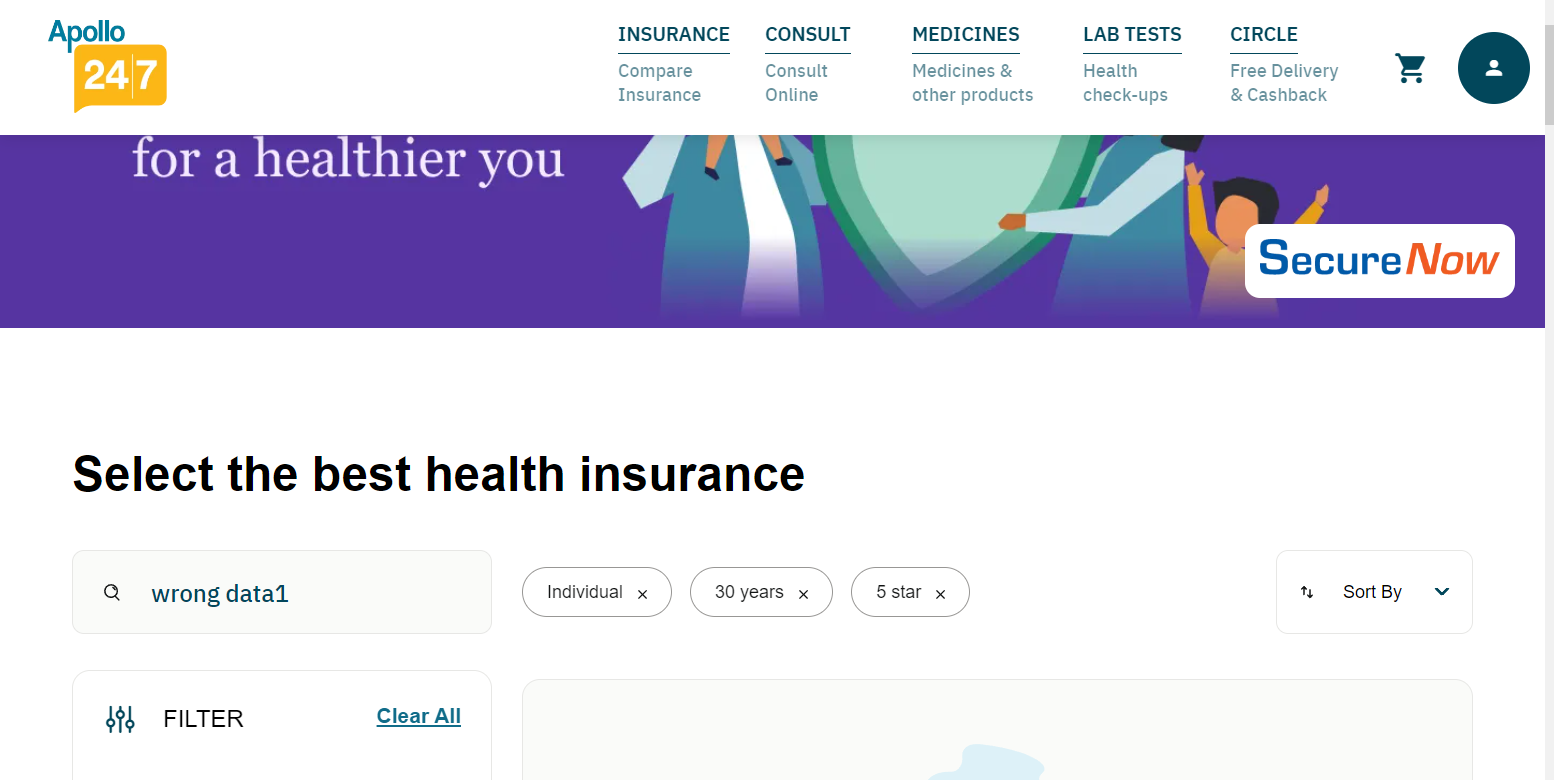 Apollo
24|7
INSURANCE
Compare
Insurance
CONSULT
Consult
Online
MEDICINES
Medicines &
other products
LAB TESTS
Health
check-ups
CIRCLE
Free Delivery
& Cashback
for a healthier you
SecureNow
Select the best health insurance
wrong data1
Individual ×
30 years ×
5 star ×
Sort By
FILTER
Clear All